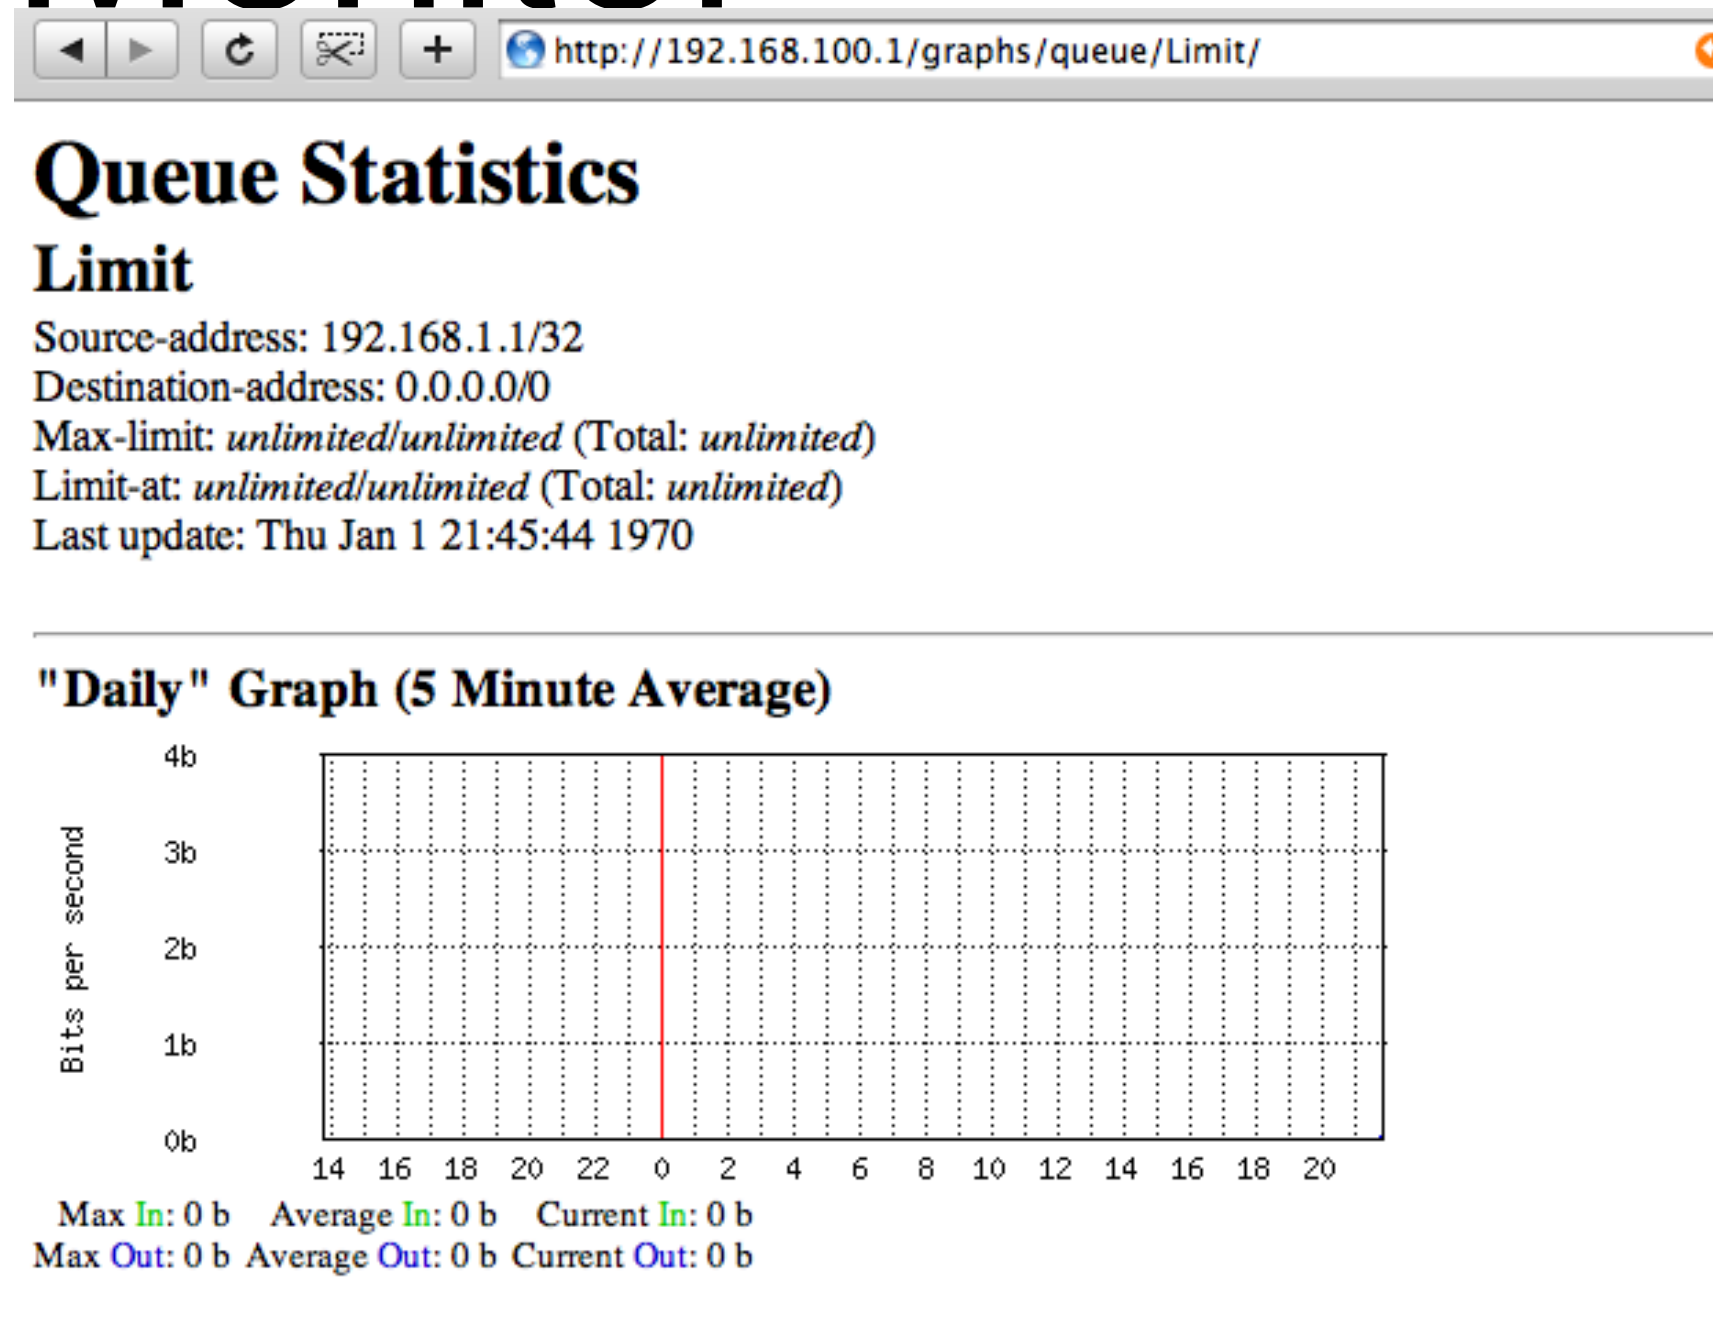 http://192.168.100.1/graphs/queue/Limit/
Queue Statistics
Limit
Source-address: 192.168.1.1/32
Destination-address: 0.0.0.0/0
Max-limit: unlimited/unlimited (Total: unlimited)
Limit-at: unlimited/unlimited (Total: unlimited)
Last update: Thu Jan 1 21:45:44 1970
"Daily" Graph (5 Minute Average)
Bits per second
4b
3b
2b
1b
0b
14 16 18 20 22 0 2 4 6 8 10 12 14 16 18 20
Max In: 0 b Average In: 0 b Current In: 0 b
Max Out: 0 b Average Out: 0 b Current Out: 0 b